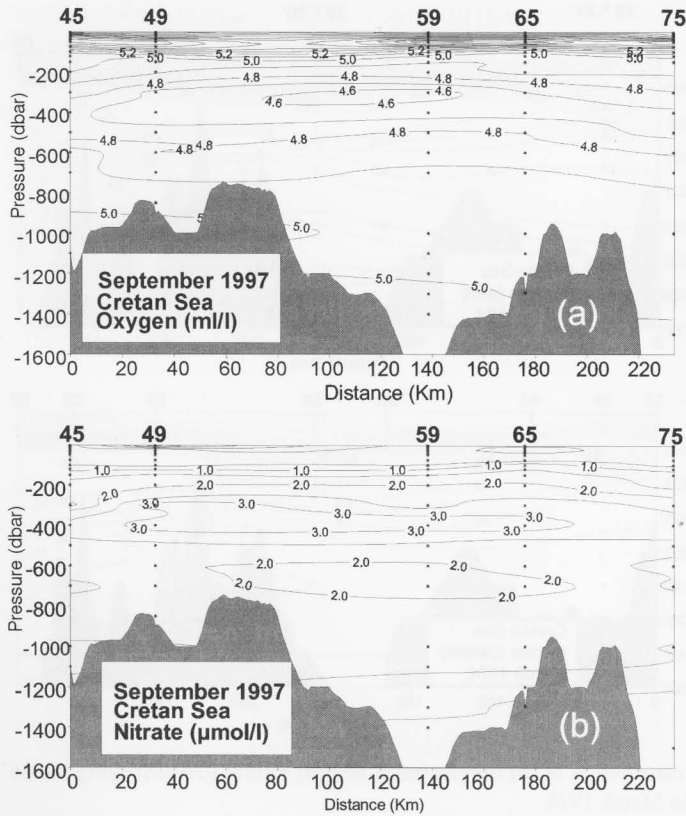 45 49 59 65 75
5.2 5.2 5.2 5.2
5.0 5.0 5.0 5.0 5.0
4.8 4.8 4.8 4.8 4.8
4.6 4.6
4.6 4.6
4.8 4.8 4.8 4.8
4.8 4.8
5.0 5.0
5.0 5.0
-200
-400
-600
-800
-1000
-1200
-1400
-1600
Pressure (dbar)
September 1997
Cretan Sea
Oxygen (ml/l)
(a)
0 20 40 60 80 100 120 140 160 180 200 220
Distance (Km)
45 49 59 65 75
1.0 1.0 1.0 1.0 1.0
2.0 2.0 2.0 2.0 2.0 2.0
3.0 3.0 3.0 3.0 3.0
3.0 3.0 3.0 3.0
2.0 2.0 2.0
2.0 2.0 2.0
-200
-400
-600
-800
-1000
-1200
-1400
-1600
Pressure (dbar)
September 1997
Cretan Sea
Nitrate (µmol/l)
(b)
0 20 40 60 80 100 120 140 160 180 200 220
Distance (Km)